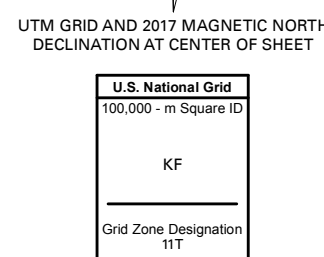 UTM GRID AND 2017 MAGNETIC NORTH
DECLINATION AT CENTER OF SHEET
U.S. National Grid
100,000 - m Square ID
KF
Grid Zone Designation
11T